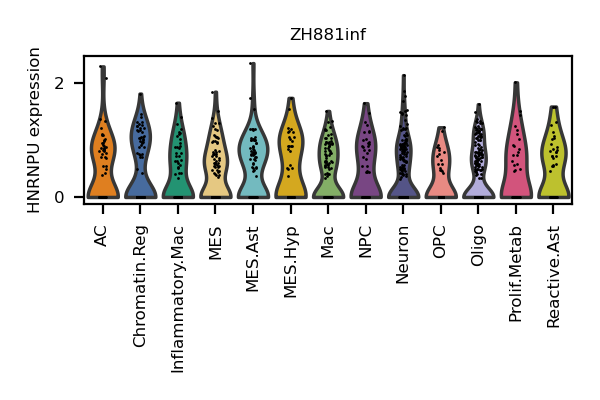 ZH881inf
HNRNPU expression
2
0
AC
Chromatin.Reg
Inflammatory.Mac
MES
MES.Ast
MES.Hyp
Mac
NPC
Neuron
OPC
Oligo
Prolif.Metab
Reactive.Ast